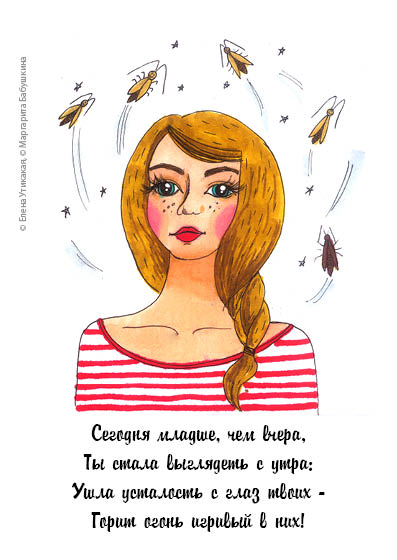 © Елена Утикакая, © Маргарита Бабушкина
Сегодня младше, чем вчера,
Ты стала выглядеть с утра:
Ушла усталость с глаз твоих -
Горит огонь игривый в них!